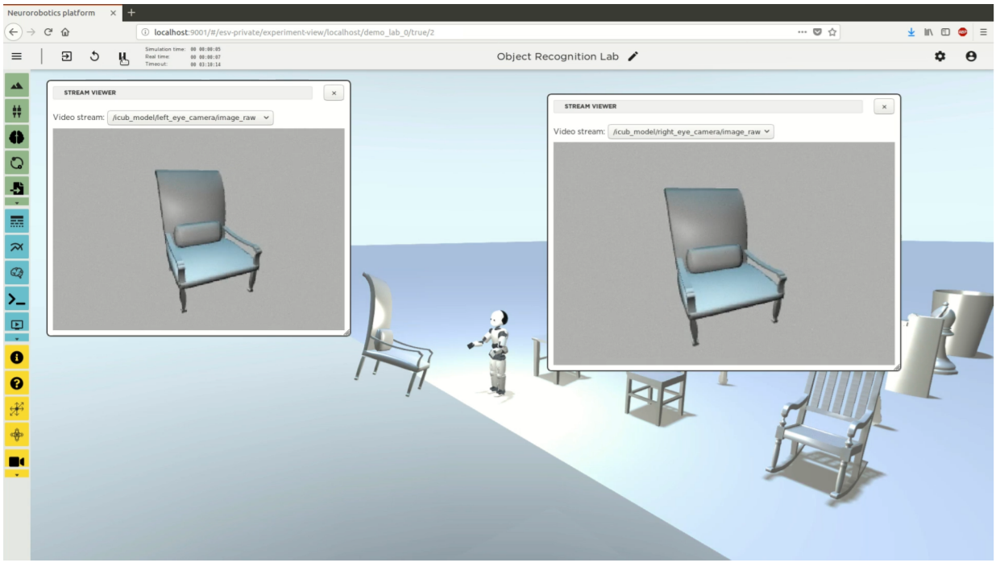 Neurorobotics platform
localhost:9001/#/esv-private/experiment-view/localhost/demo_lab_0/true/2
ABP
Simulation time: 00 00:00:05
Real time: 00 00:00:07
Timeout: 00 03:10:14
Object Recognition Lab
STREAM VIEWER
Video stream: /icub_model/left_eye_camera/image_raw
STREAM VIEWER
Video stream: /icub_model/right_eye_camera/image_raw